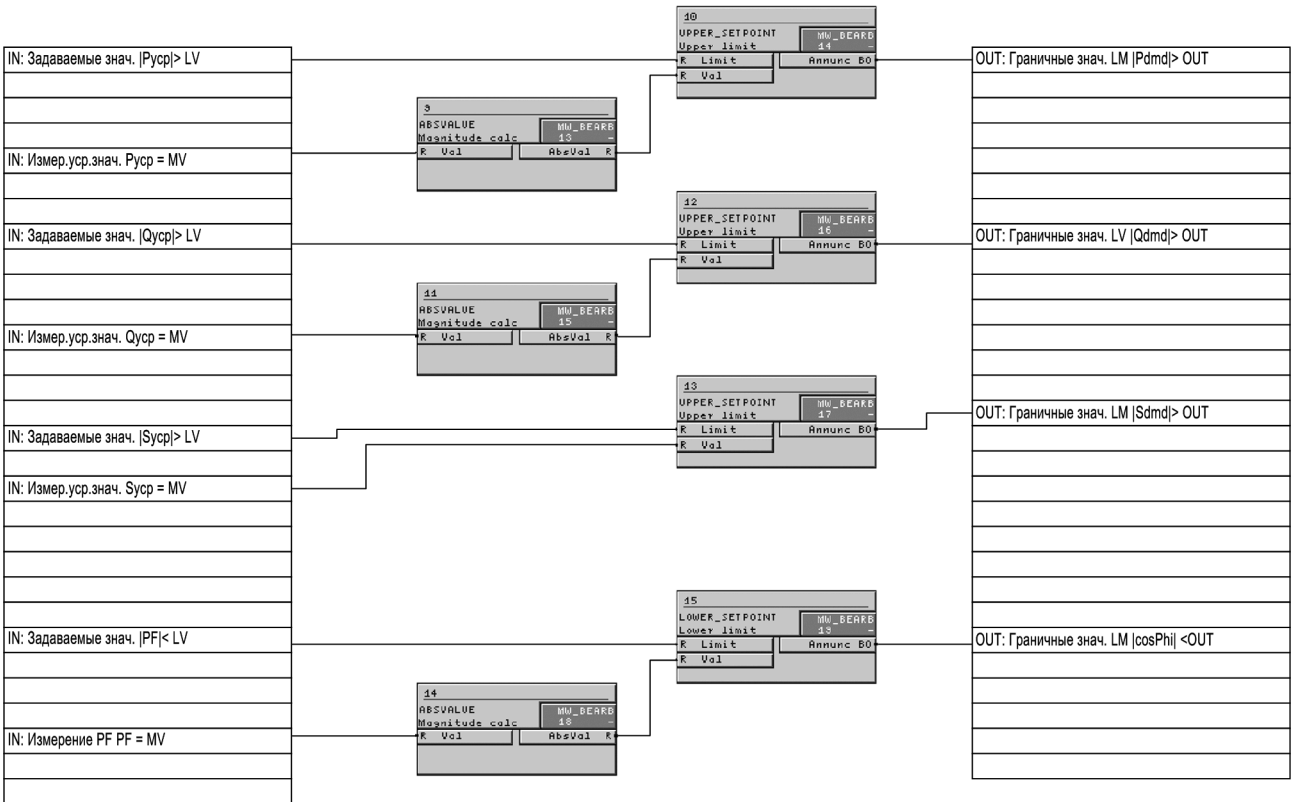 IN: Задаваемые знач. |Pуср|> LV
IN: Измер.уср.знач. Pуср = MV
IN: Задаваемые знач. |Qуср|> LV
IN: Измер.уср.знач. Qуср = MV
IN: Задаваемые знач. |Sуср|> LV
IN: Измер.уср.знач. Sуср = MV
IN: Задаваемые знач. |PF|< LV
IN: Измерение PF PF = MV
9
ABSVALUE MW_BEARB
Magnitude calc 13 -
R Val AbsVal R
11
ABSVALUE MW_BEARB
Magnitude calc 15 -
R Val AbsVal R
14
ABSVALUE MW_BEARB
Magnitude calc 18 -
R Val AbsVal R
10
UPPER_SETPOINT MW_BEARB
Upper limit 14 -
R Limit Annunc BO
R Val
12
UPPER_SETPOINT MW_BEARB
Upper limit 16 -
R Limit Annunc BO
R Val
13
UPPER_SETPOINT MW_BEARB
Upper limit 17 -
R Limit Annunc BO
R Val
15
LOWER_SETPOINT MW_BEARB
Lower limit 19 -
R Limit Annunc BO
R Val
OUT: Граничные знач. LM |Pdmd|> OUT
OUT: Граничные знач. LV |Qdmd|> OUT
OUT: Граничные знач. LM |Sdmd|> OUT
OUT: Граничные знач. LM |cosPhi| <OUT